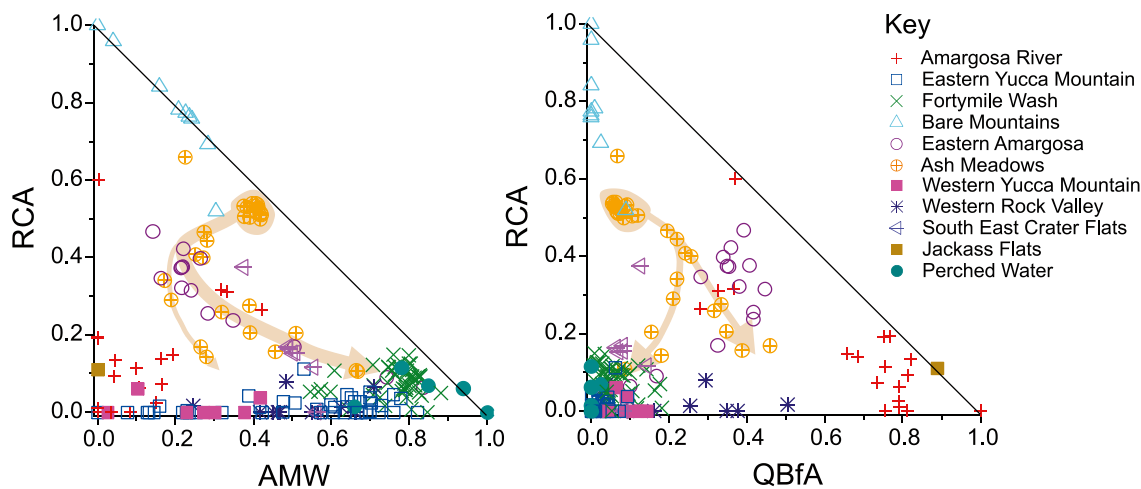 1.0
0.8
0.6
0.4
0.2
0.0
RCA
0.0 0.2 0.4 0.6 0.8 1.0
AMW
1.0
0.8
0.6
0.4
0.2
0.0
RCA
0.0 0.2 0.4 0.6 0.8 1.0
QBfA
Key
Amargosa River
Eastern Yucca Mountain
Fortymile Wash
Bare Mountains
Eastern Amargosa
Ash Meadows
Western Yucca Mountain
Western Rock Valley
South East Crater Flats
Jackass Flats
Perched Water